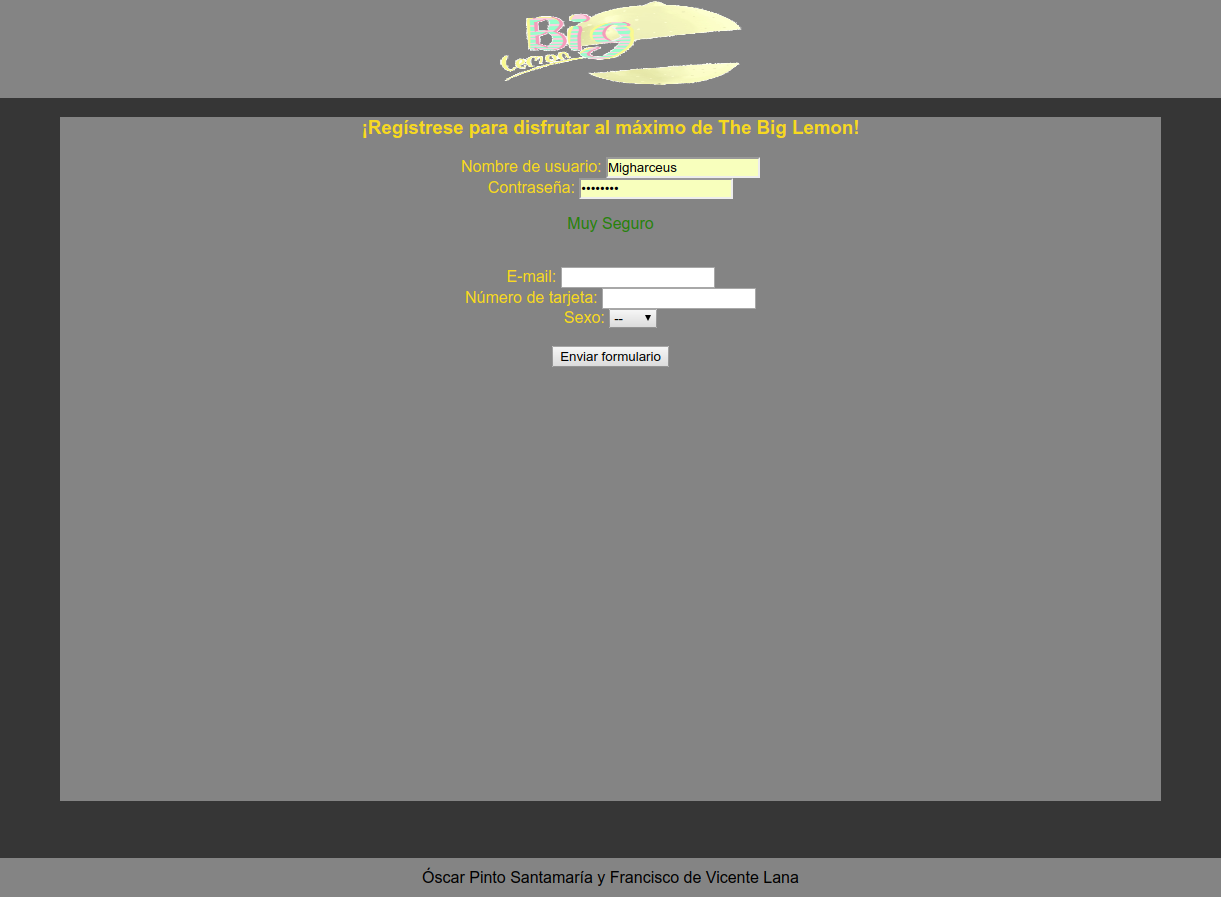 Big
Lemon
¡Regístrese para disfrutar al máximo de The Big Lemon!
Nombre de usuario: Migharceus
Contraseña: ••••••••
Muy Seguro
E-mail:
Número de tarjeta:
Sexo: --
Enviar formulario
Óscar Pinto Santamaría y Francisco de Vicente Lana